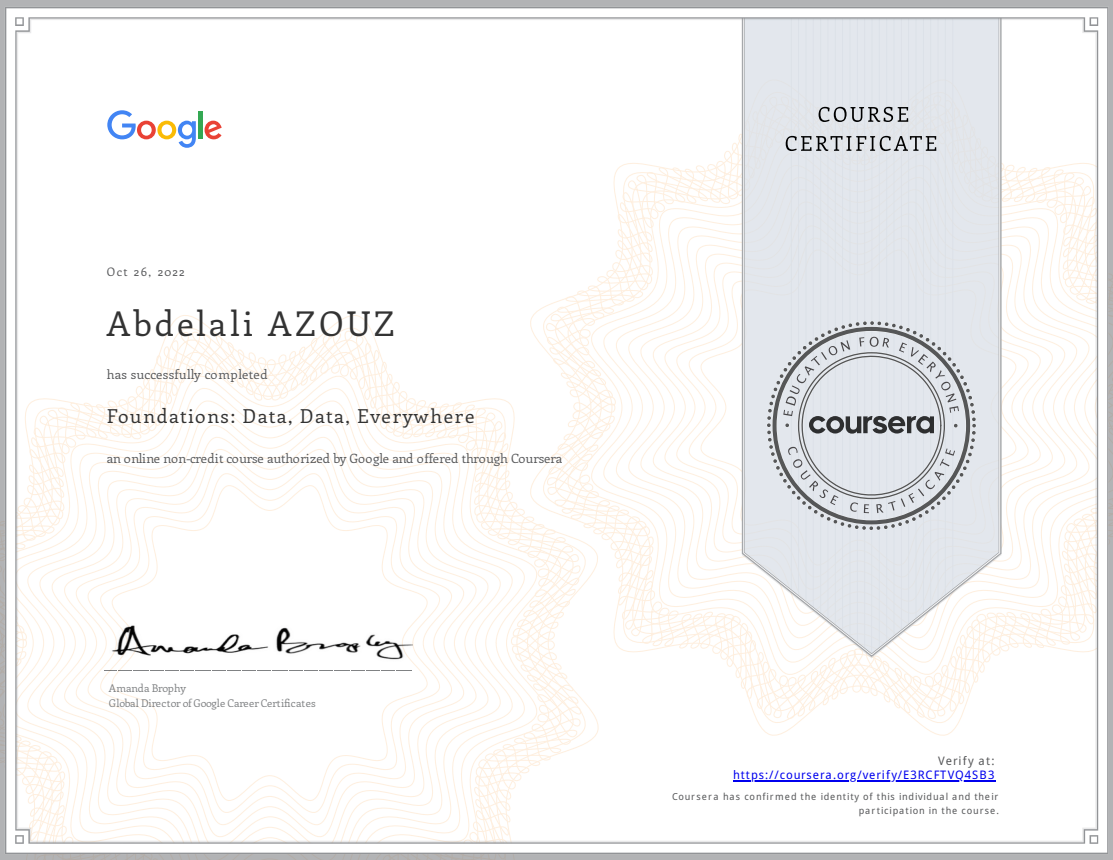 Google
COURSE
CERTIFICATE
Oct 26, 2022
Abdelali AZOUZ
has successfully completed
Foundations: Data, Data, Everywhere
an online non-credit course authorized by Google and offered through Coursera
EDUCATION FOR EVERYONE
coursera
COURSE CERTIFICATE
Amanda Brophy
Amanda Brophy
Global Director of Google Career Certificates
Verify at:
https://coursera.org/verify/E3RCFTVQ4SB3
Coursera has confirmed the identity of this individual and their
participation in the course.